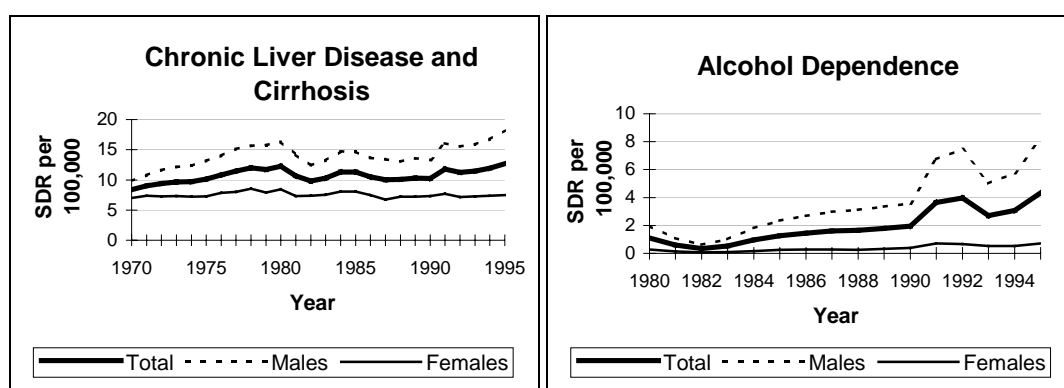 Chronic Liver Disease and
Cirrhosis
20
15
10
5
0
SDR per
100,000
1970 1975 1980 1985 1990 1995
Year
Total Males Females
Alcohol Dependence
10
8
6
4
2
0
SDR per
100,000
1980 1982 1984 1986 1988 1990 1992 1994
Year
Total Males Females